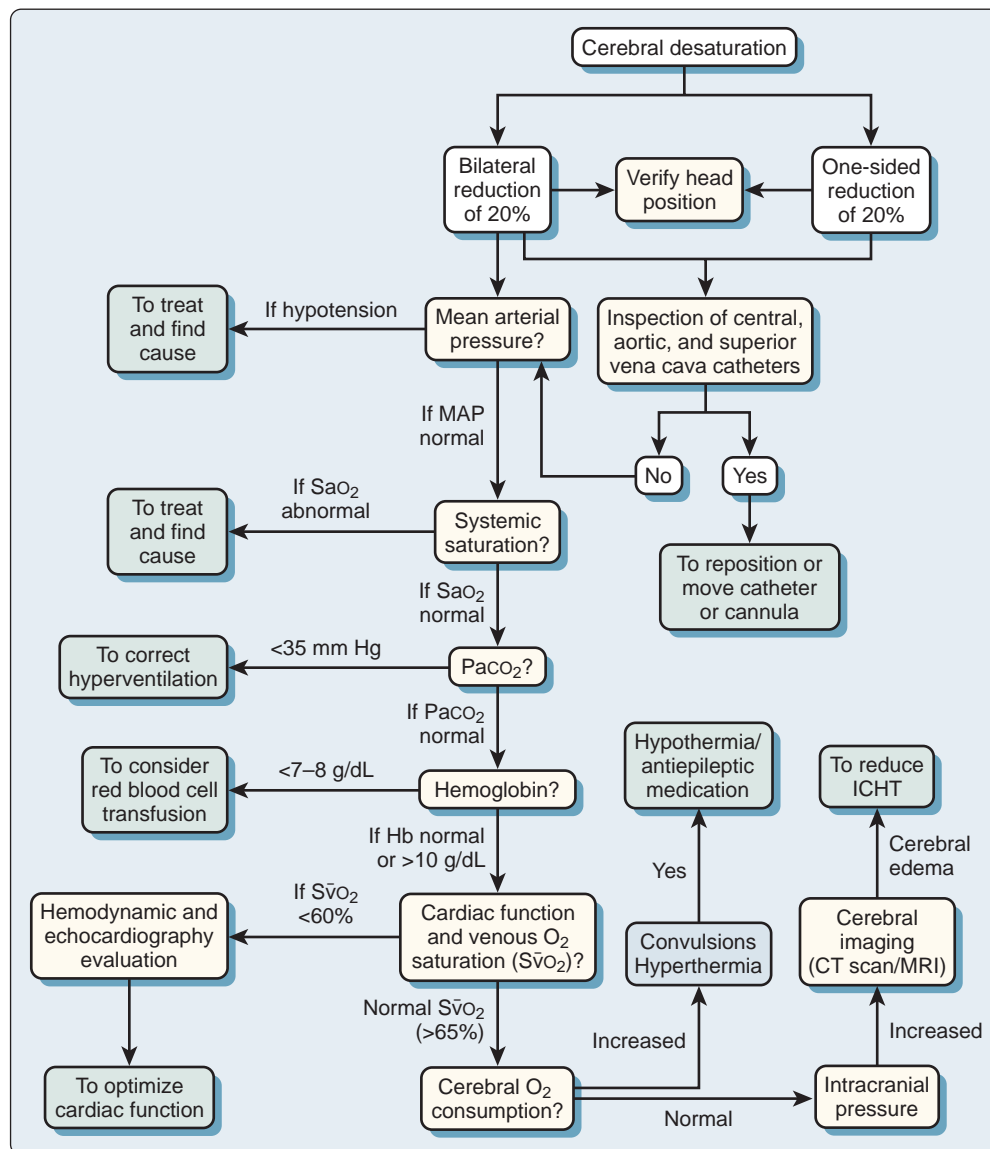 Cerebral desaturation
Bilateral
reduction
of 20%
Verify head
position
One-sided
reduction
of 20%
To treat
and find
cause
If hypotension
Mean arterial
pressure?
Inspection of central,
aortic, and superior
vena cava catheters
If MAP
normal
No
Yes
To treat
and find
cause
If SaO₂
abnormal
Systemic
saturation?
To reposition or
move catheter
or cannula
If SaO₂
normal
To correct
hyperventilation
<35 mm Hg
PaCO₂?
If PaCO₂
normal
To consider
red blood cell
transfusion
<7–8 g/dL
Hemoglobin?
Hypothermia/
antiepileptic
medication
To reduce
ICHT
If Hb normal
or >10 g/dL
Yes
Cerebral
edema
Hemodynamic and
echocardiography
evaluation
If Sv̄O₂
<60%
Cardiac function
and venous O₂
saturation (Sv̄O₂)?
Convulsions
Hyperthermia
Cerebral
imaging
(CT scan/MRI)
Normal Sv̄O₂
(>65%)
Increased
Increased
To optimize
cardiac function
Cerebral O₂
consumption?
Normal
Intracranial
pressure